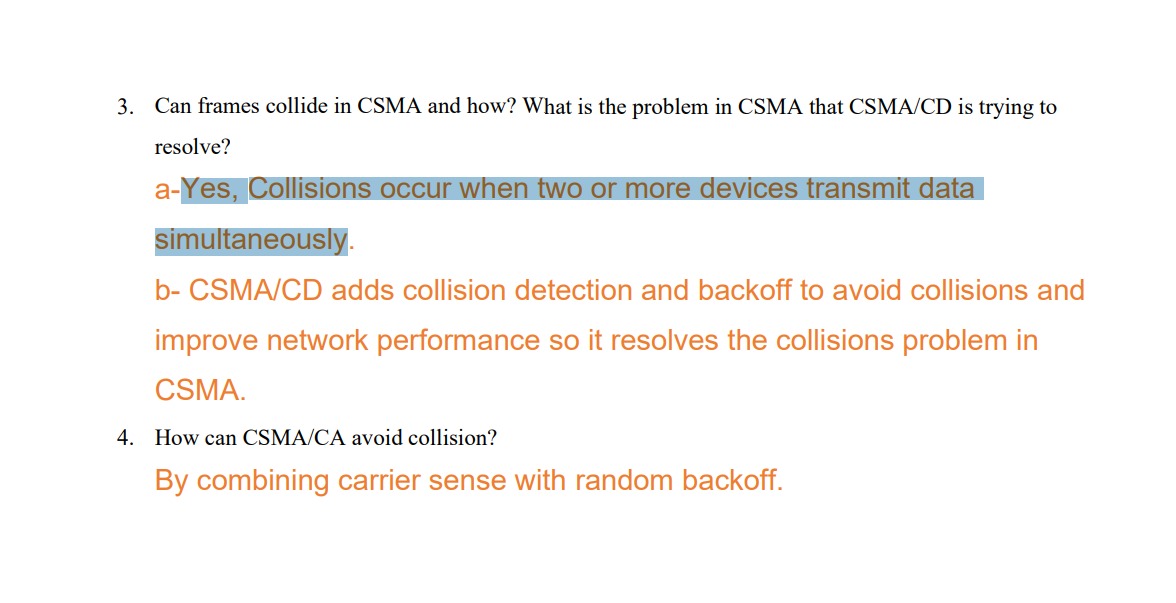 3. Can frames collide in CSMA and how? What is the problem in CSMA that CSMA/CD is trying to
resolve?
a-Yes, Collisions occur when two or more devices transmit data
simultaneously.
b- CSMA/CD adds collision detection and backoff to avoid collisions and
improve network performance so it resolves the collisions problem in
CSMA.
4. How can CSMA/CA avoid collision?
By combining carrier sense with random backoff.